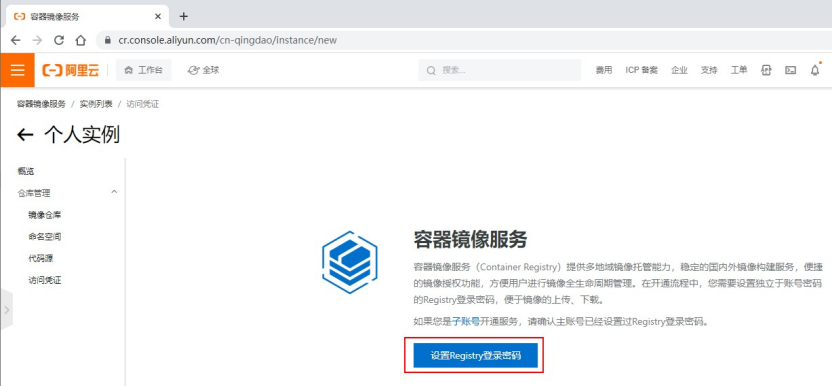 容器镜像服务
cr.console.aliyun.com/cn-qingdao/instance/new
阿里云 工作台 全球 搜索... 费用 ICP 备案 企业 支持 工单
容器镜像服务 / 实例列表 / 访问凭证
个人实例
概览
仓库管理
镜像仓库
命名空间
代码源
访问凭证
容器镜像服务
容器镜像服务（Container Registry）提供多地域镜像托管能力，稳定的国内外镜像构建服务，便捷
的镜像授权功能，方便用户进行镜像全生命周期管理。在开通流程中，您需要设置独立于账号密码
的Registry登录密码，便于镜像的上传、下载。
如果您是子账号开通服务，请确认主账号已经设置过Registry登录密码。
设置Registry登录密码